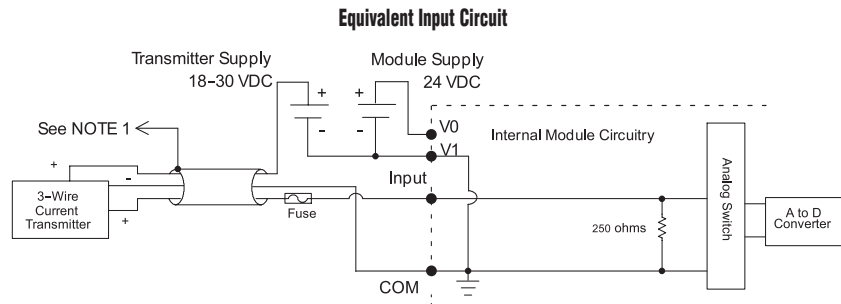 Equivalent Input Circuit
Transmitter Supply
18–30 VDC
Module Supply
24 VDC
+
+
-
-
See NOTE 1
V0
V1
Internal Module Circuitry
Input
+
-
+
3–Wire
Current
Transmitter
Fuse
250 ohms
Analog Switch
A to D
Converter
COM